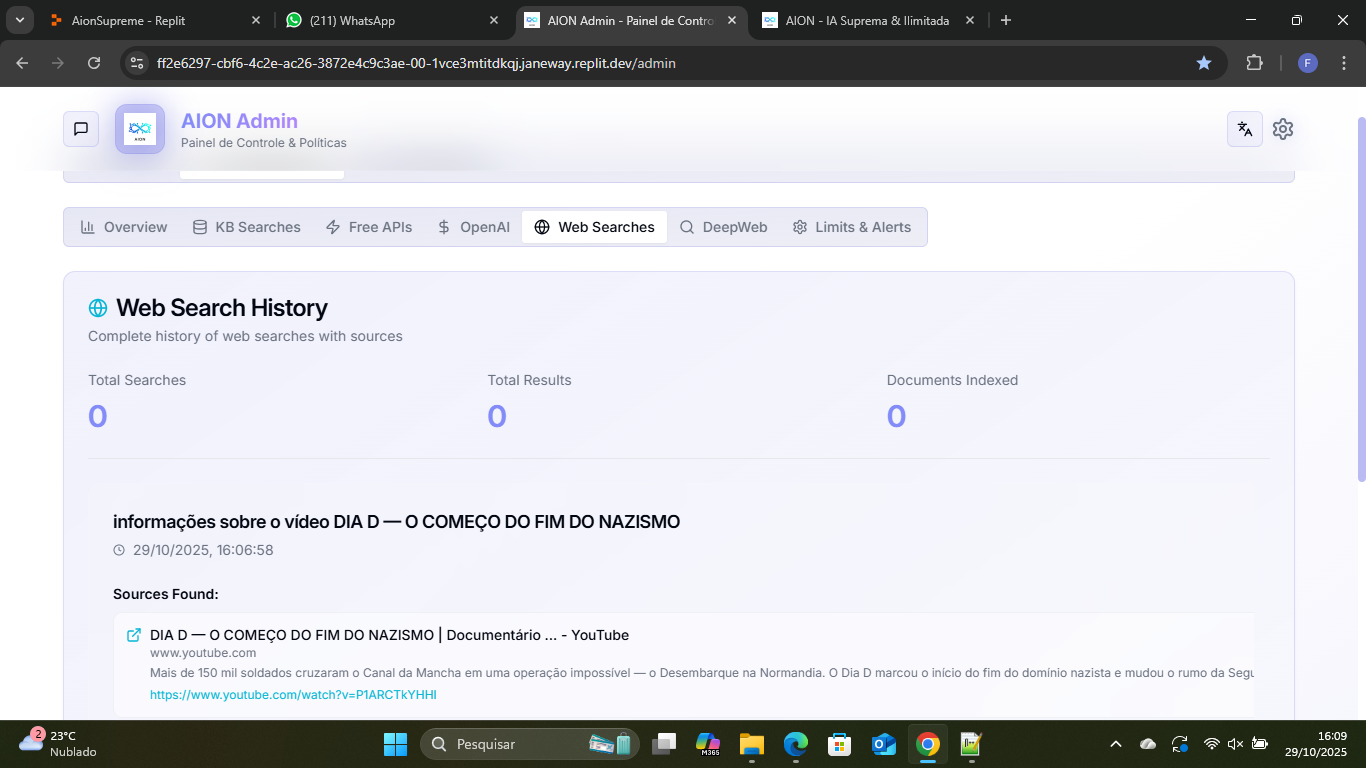 AionSupreme - Replit
(211) WhatsApp
AION Admin - Painel de Contro
AION - IA Suprema & Ilimitada
ff2e6297-cbf6-4c2e-ac26-3872e4c9c3ae-00-1vce3mtitdkqj.janeway.replit.dev/admin
F
AION
AION Admin
Painel de Controle & Políticas
Overview
KB Searches
Free APIs
OpenAI
Web Searches
DeepWeb
Limits & Alerts
Web Search History
Complete history of web searches with sources
Total Searches
Total Results
Documents Indexed
0
0
0
informações sobre o vídeo DIA D — O COMEÇO DO FIM DO NAZISMO
29/10/2025, 16:06:58
Sources Found:
DIA D — O COMEÇO DO FIM DO NAZISMO | Documentário ... - YouTube
www.youtube.com
Mais de 150 mil soldados cruzaram o Canal da Mancha em uma operação impossível — o Desembarque na Normandia. O Dia D marcou o início do fim do domínio nazista e mudou o rumo da Segu
https://www.youtube.com/watch?v=P1ARCTkYHHI
2
23°C
Nublado
Pesquisar
M365
16:09
29/10/2025